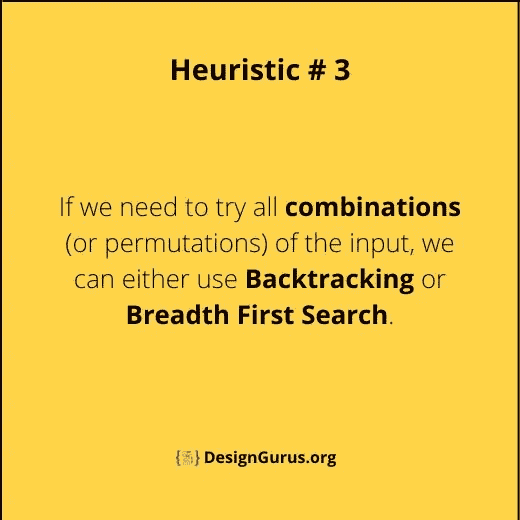 Heuristic # 3
If we need to try all combinations
(or permutations) of the input, we
can either use Backtracking or
Breadth First Search.
DesignGurus.org